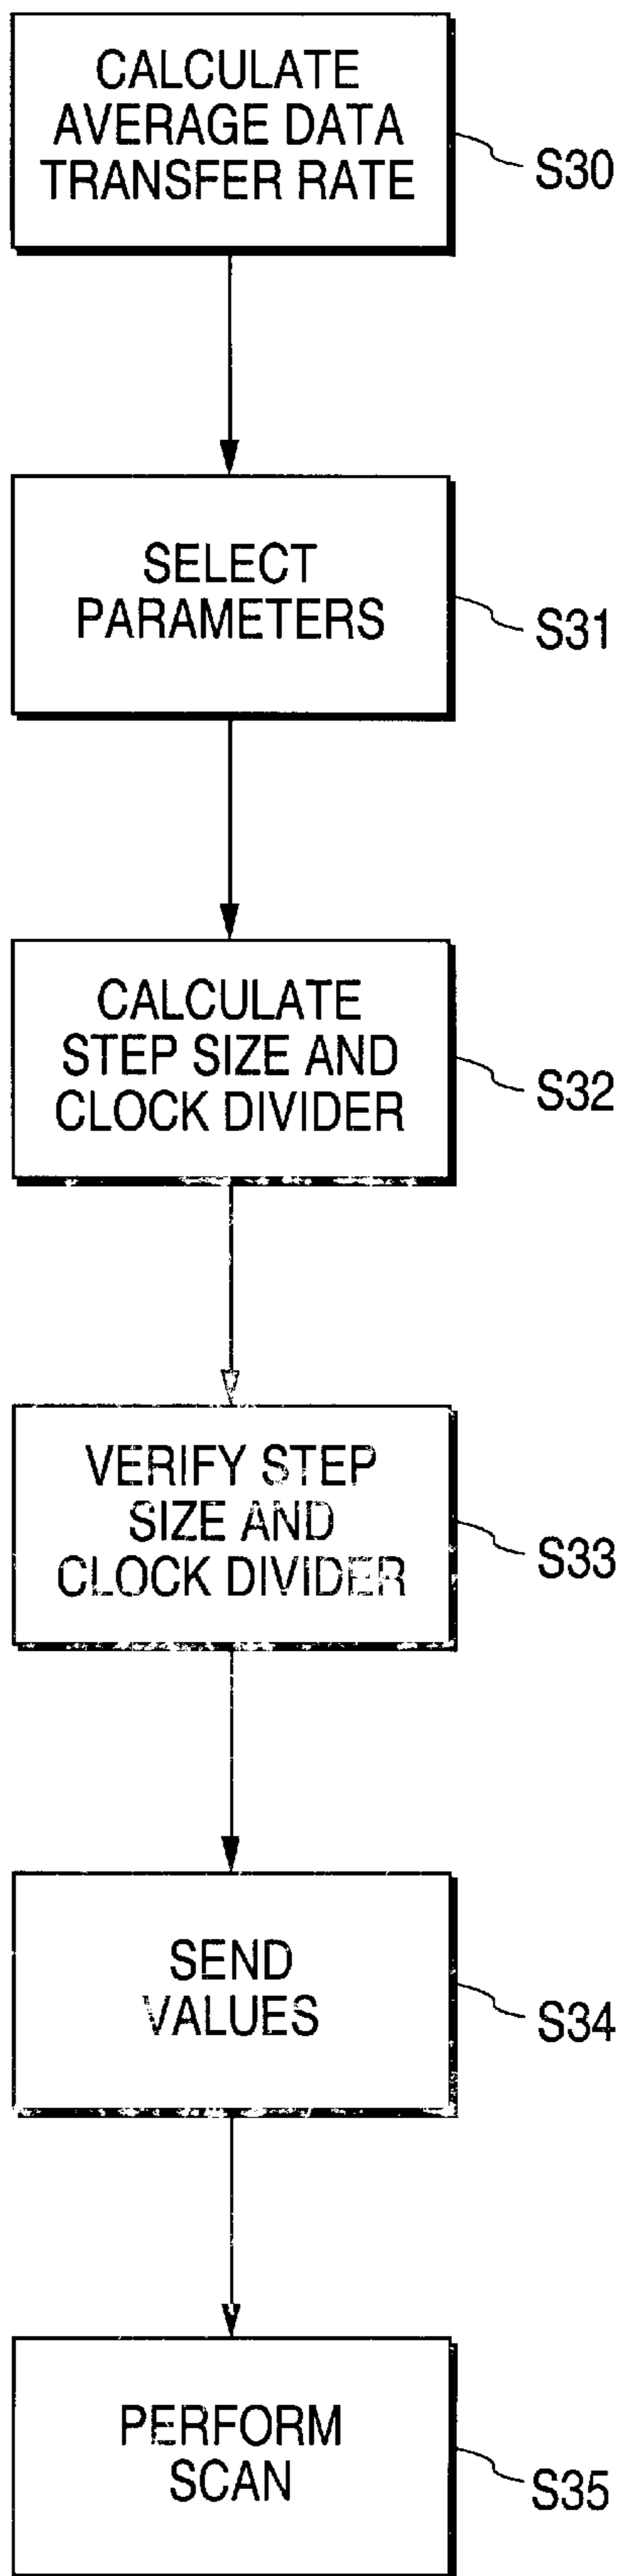 CALCULATE
AVERAGE DATA
TRANSFER RATE
S30
SELECT
PARAMETERS
S31
CALCULATE
STEP SIZE AND
CLOCK DIVIDER
S32
VERIFY STEP
SIZE AND
CLOCK DIVIDER
S33
SEND
VALUES
S34
PERFORM
SCAN
S35